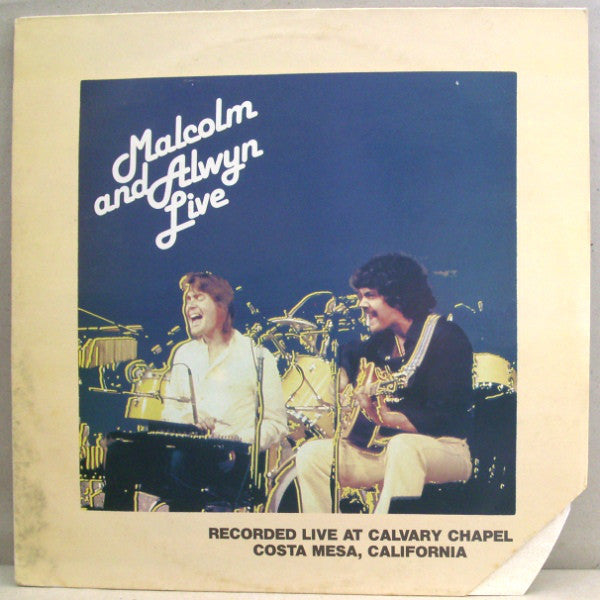 Malcolm
and Alwyn
Live
RECORDED LIVE AT CALVARY CHAPEL
COSTA MESA, CALIFORNIA